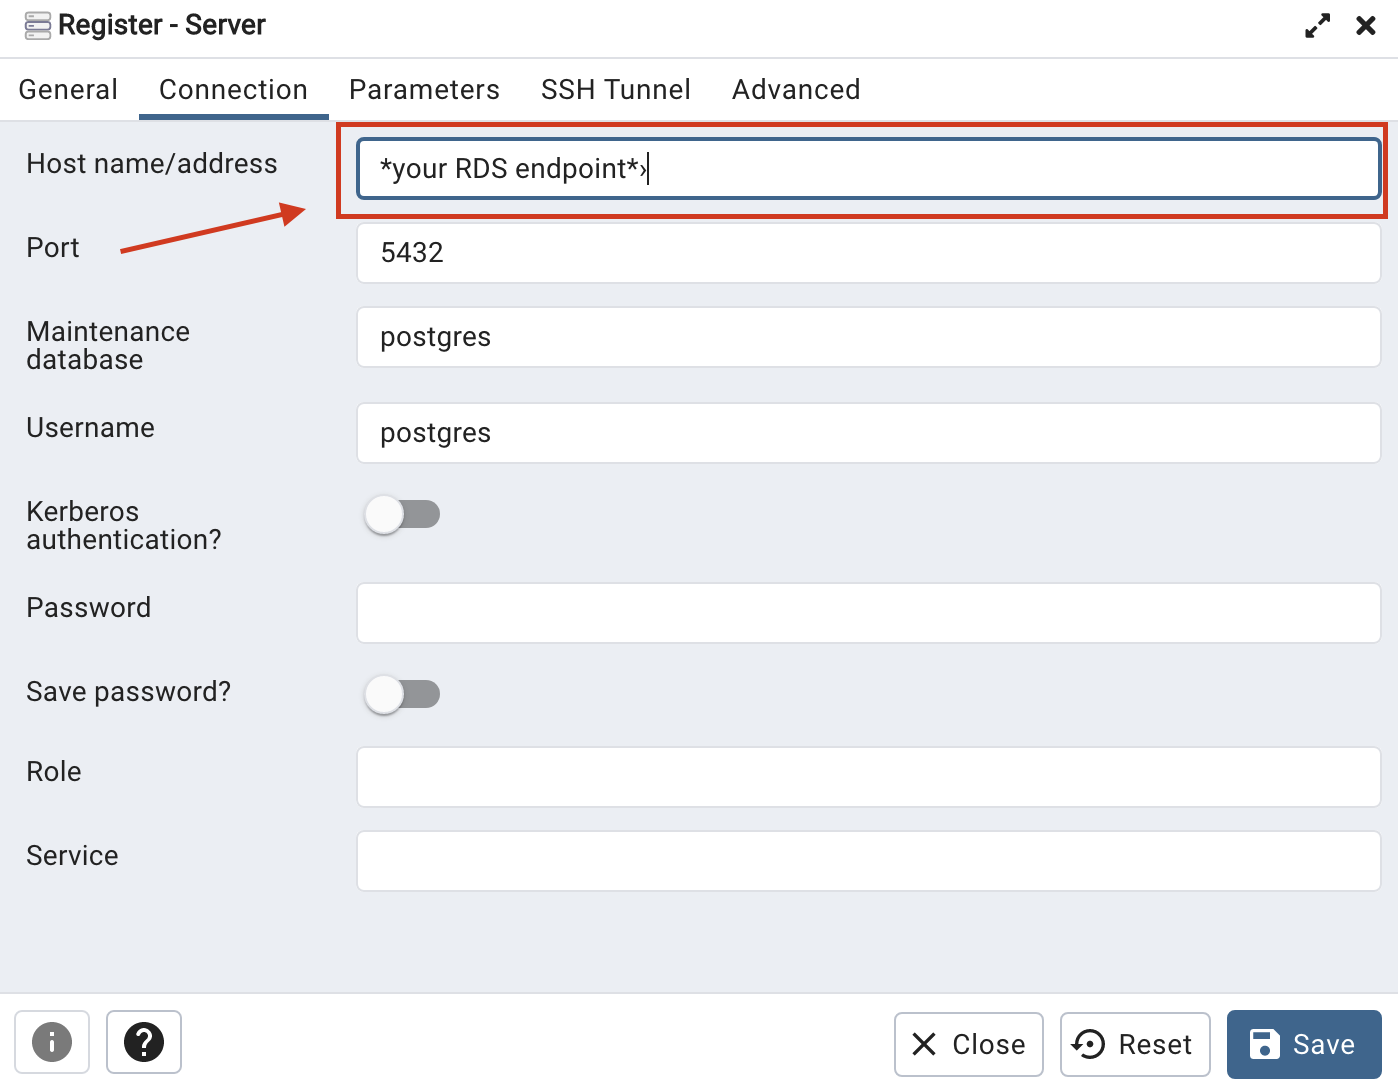 Register - Server
General Connection Parameters SSH Tunnel Advanced
Host name/address
*your RDS endpoint*›
Port
5432
Maintenance
database
postgres
Username
postgres
Kerberos
authentication?
Password
Save password?
Role
Service
Close Reset Save